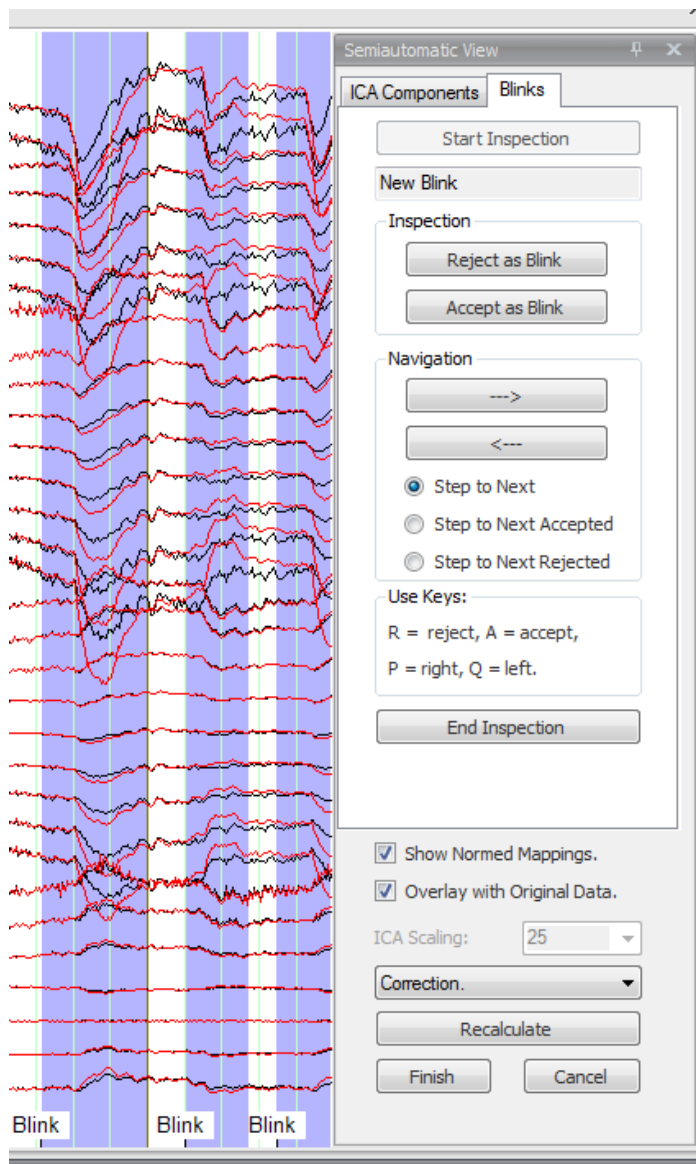 Semiautomatic View
ICA Components Blinks
Start Inspection
New Blink
Inspection
Reject as Blink
Accept as Blink
Navigation
--->
<---
Step to Next
Step to Next Accepted
Step to Next Rejected
Use Keys:
R = reject, A = accept,
P = right, Q = left.
End Inspection
Show Normed Mappings.
Overlay with Original Data.
ICA Scaling: 25
Correction.
Recalculate
Finish Cancel
Blink Blink Blink